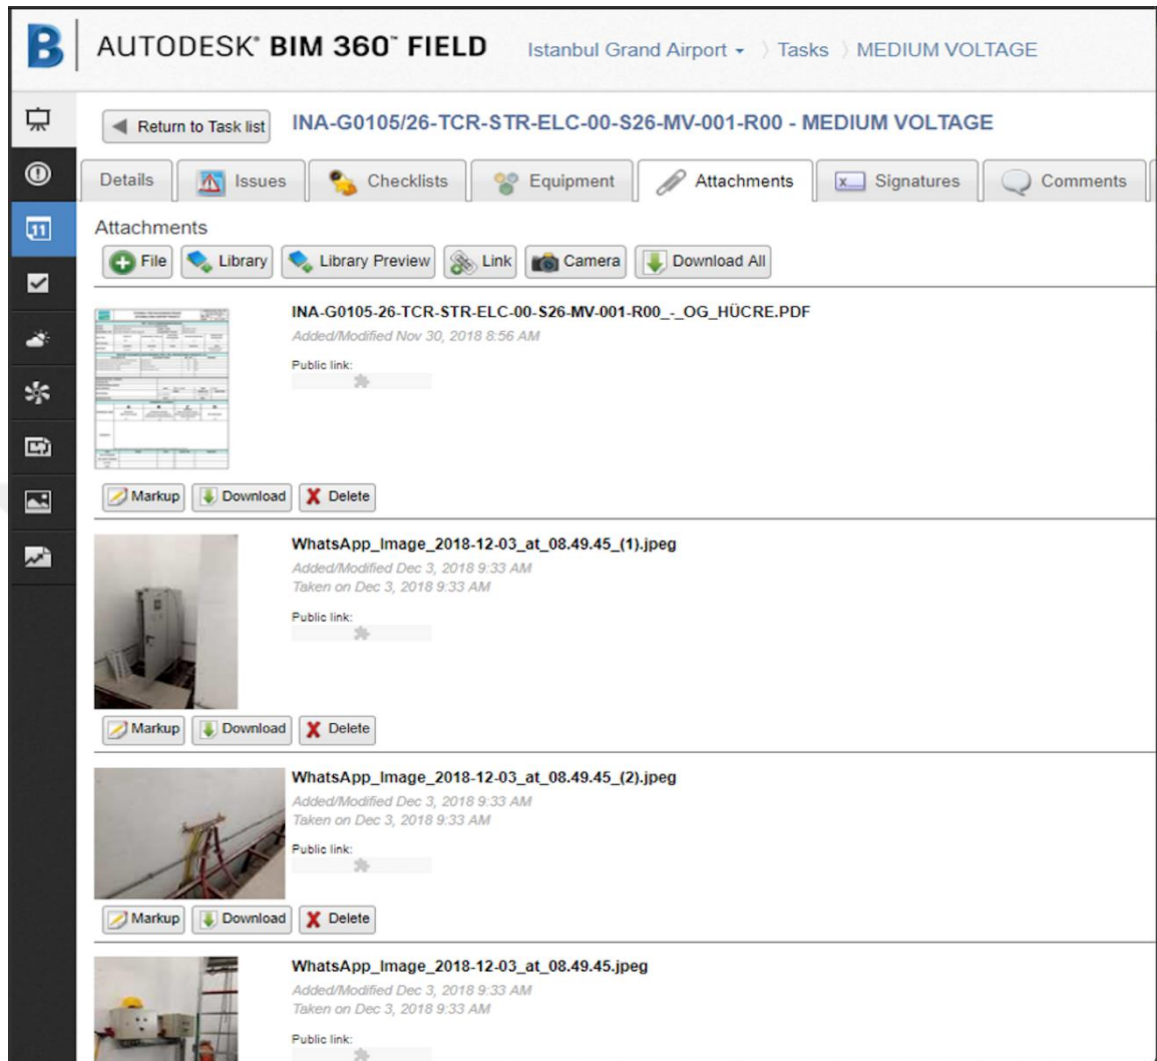 B AUTODESK® BIM 360™ FIELD Istanbul Grand Airport Tasks MEDIUM VOLTAGE
Return to Task list INA-G0105/26-TCR-STR-ELC-00-S26-MV-001-R00 - MEDIUM VOLTAGE
Details Issues Checklists Equipment Attachments Signatures Comments
11
Attachments
File Library Library Preview Link Camera Download All
INA-G0105-26-TCR-STR-ELC-00-S26-MV-001-R00_-_OG_HÜCRE.PDF
Added/Modified Nov 30, 2018 8:56 AM
Public link:
Markup Download Delete
WhatsApp_Image_2018-12-03_at_08.49.45_(1).jpeg
Added/Modified Dec 3, 2018 9:33 AM
Taken on Dec 3, 2018 9:33 AM
Public link:
Markup Download Delete
WhatsApp_Image_2018-12-03_at_08.49.45_(2).jpeg
Added/Modified Dec 3, 2018 9:33 AM
Taken on Dec 3, 2018 9:33 AM
Public link:
Markup Download Delete
WhatsApp_Image_2018-12-03_at_08.49.45.jpeg
Added/Modified Dec 3, 2018 9:33 AM
Taken on Dec 3, 2018 9:33 AM
Public link: